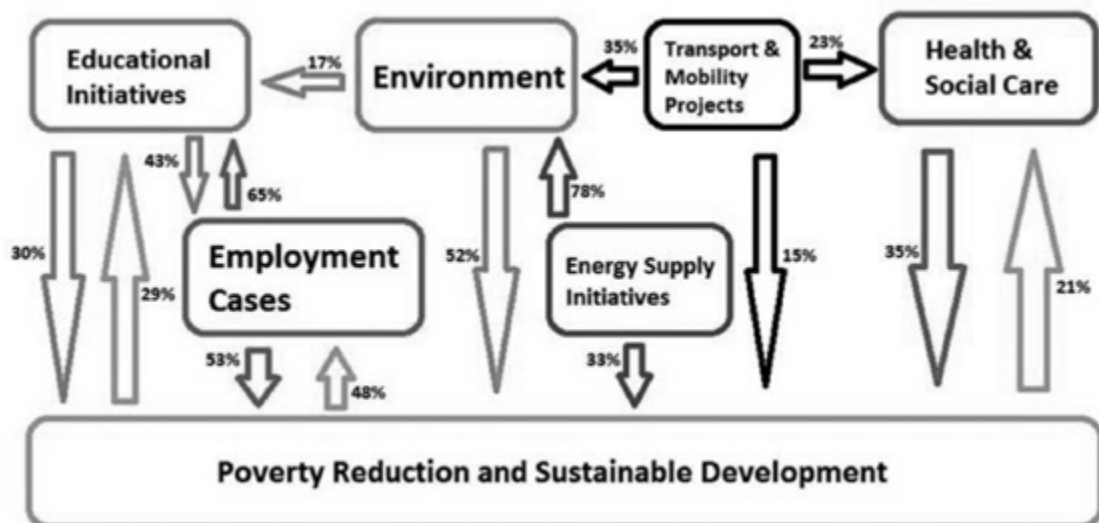 Educational
Initiatives
17%
Environment
35%
Transport &
Mobility
Projects
23%
Health &
Social Care
43%
65%
78%
30%
29%
Employment
Cases
52%
Energy Supply
Initiatives
15%
35%
21%
53%
48%
33%
Poverty Reduction and Sustainable Development